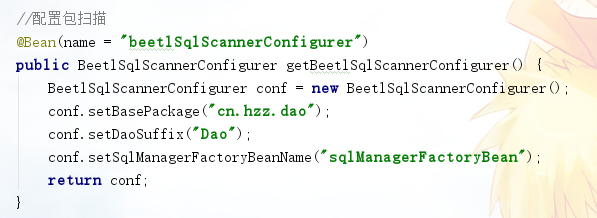 //配置包扫描
@Bean(name = "beetlSqlScannerConfigurer")
public BeetlSqlScannerConfigurer getBeetlSqlScannerConfigurer() {
    BeetlSqlScannerConfigurer conf = new BeetlSqlScannerConfigurer();
    conf.setBasePackage("cn.hzz.dao");
    conf.setDaoSuffix("Dao");
    conf.setSqlManagerFactoryBeanName("sqlManagerFactoryBean");
    return conf;
}